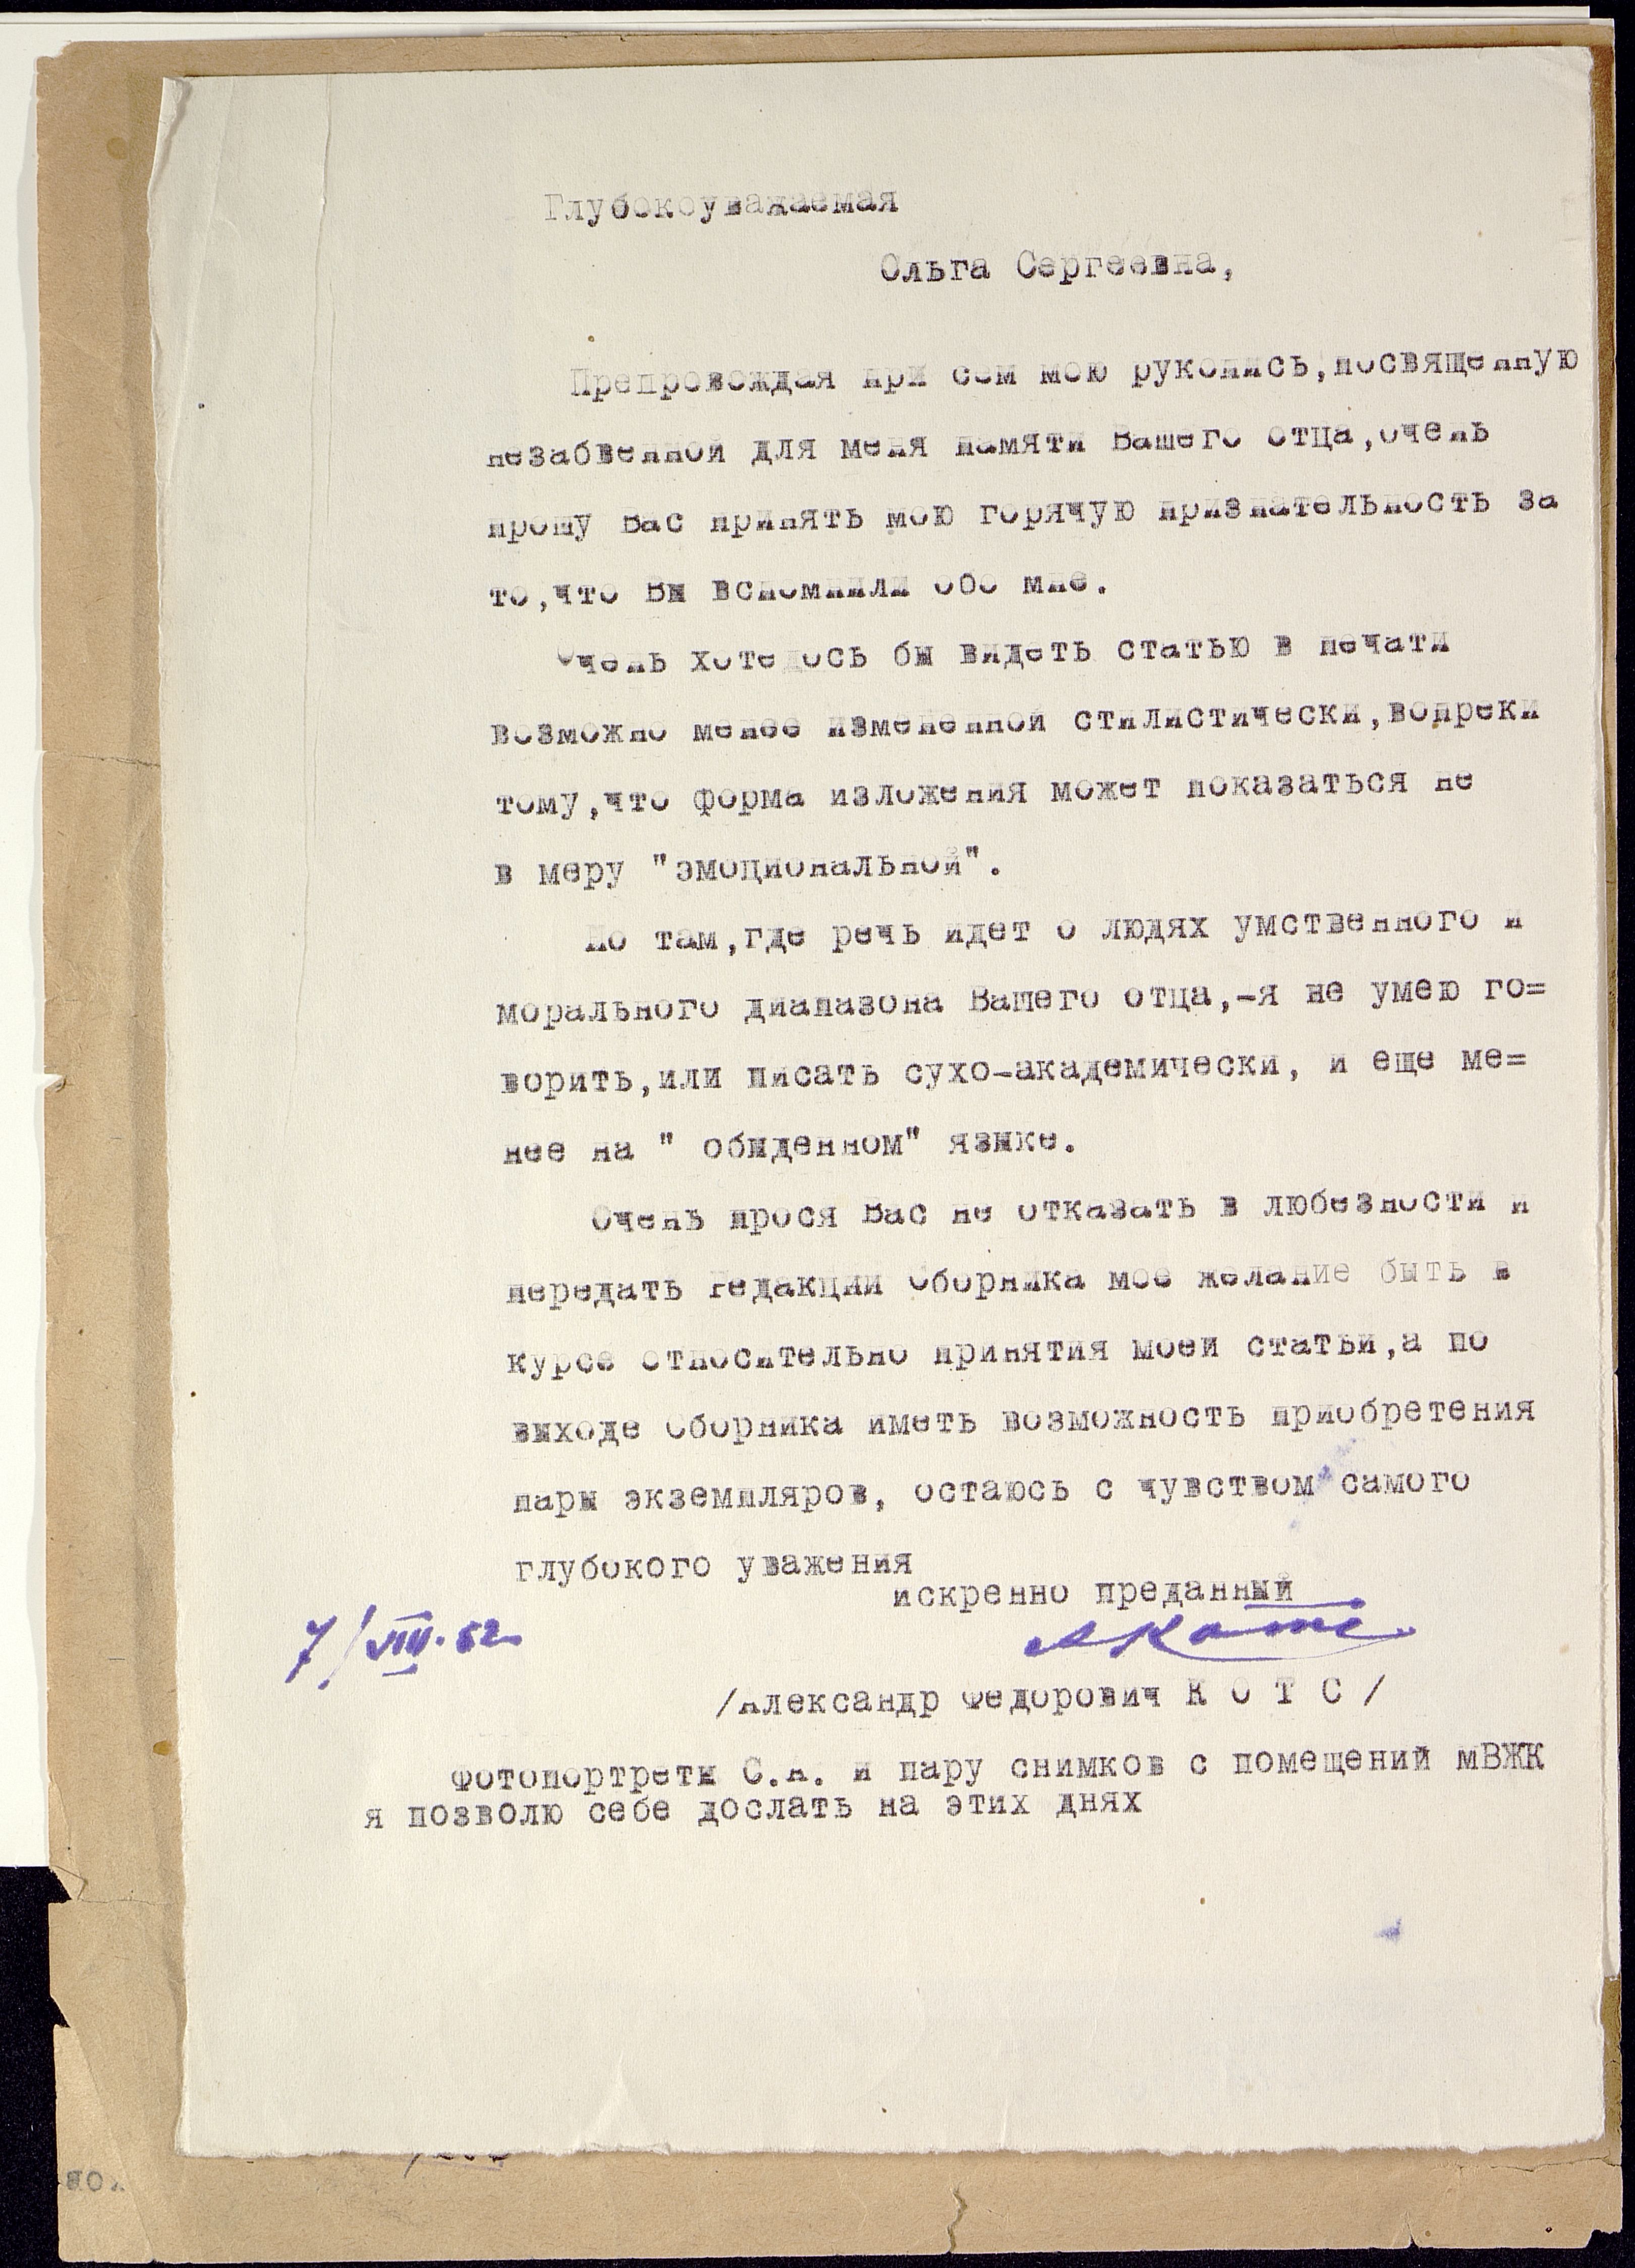 Глубокоуважаемая
Ольга Сергеевна,
Препровождая при сем мою рукопись,посвященную
незабвенной для меня памяти Вашего отца,очень
прошу Вас принять мою горячую признательность за
то,что Вы вспомнили обо мне.
Очень хотелось бы видеть статью в печати
возможно менее измененной стилистически,вопреки
тому,что форма изложения может показаться не
в меру "эмоциональной".
Но там,где речь идет о людях умственного и
морального диапазона Вашего отца,-я не умею го=
ворить,или писать сухо-академически, и еще ме=
нее на " обыденном" языке.
Очень прося Вас не отказать в любезности и
передать Редакции Сборника мое желание быть в
курсе относительно принятия моей статьи,а по
выходе Сборника иметь возможность приобретения
пары экземпляров, остаюсь с чувством самого
глубокого уважения
искренно преданный
7/VIII.52
АКотс
/Александр Федорович К О Т С /
Фотопортреты С.А. и пару снимков с помещений МВЖК
я позволю себе дослать на этих днях